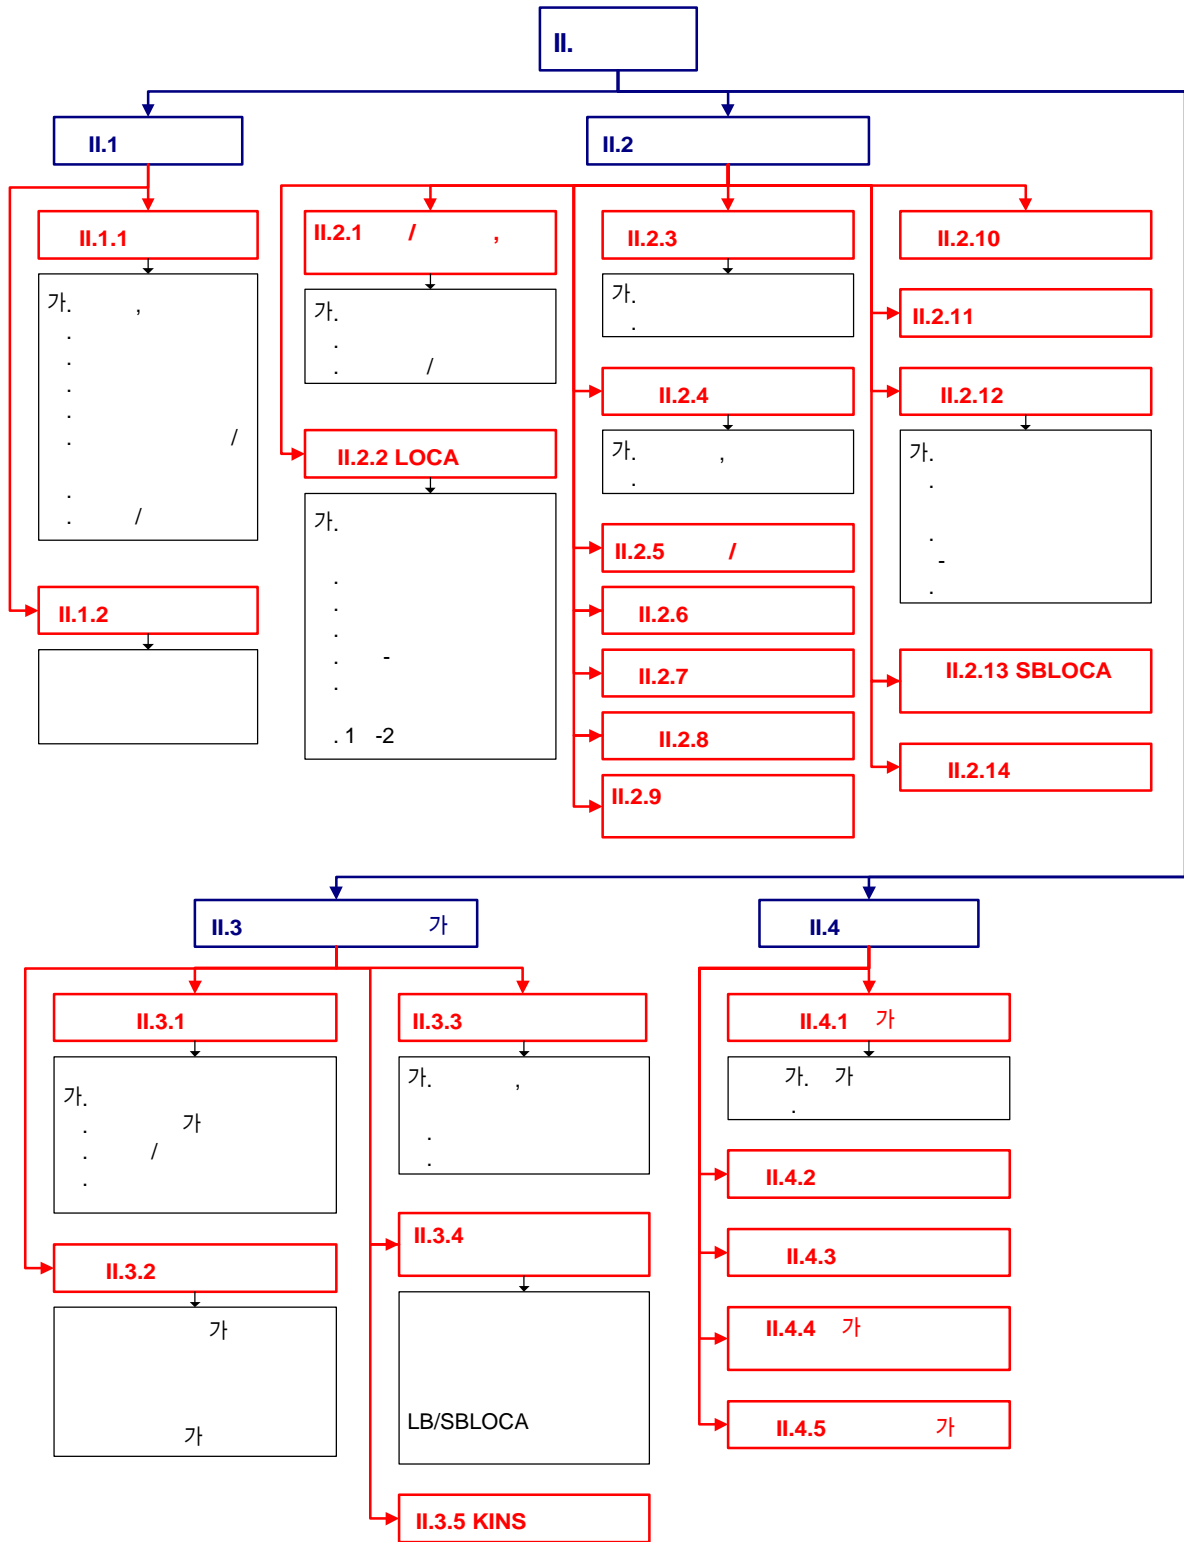 II.
II.1
II.2
II.1.1
가. ,
.
.
.
.
. /
.
. /
II.1.2
II.2.1 / ,
가.
.
. /
II.2.2 LOCA
가.
.
.
.
. -
.
. 1 -2
II.2.3
가.
.
II.2.4
가. ,
.
II.2.5 /
II.2.6
II.2.7
II.2.8
II.2.9
II.2.10
II.2.11
II.2.12
가.
.
.
-
.
II.2.13 SBLOCA
II.2.14
II.3 가
II.4
II.3.1
가.
. 가
. /
.
II.3.2
가
가
II.3.3
가. ,
.
.
II.3.4
LB/SBLOCA
II.3.5 KINS
II.4.1 가
가. 가
.
II.4.2
II.4.3
II.4.4 가
II.4.5 가